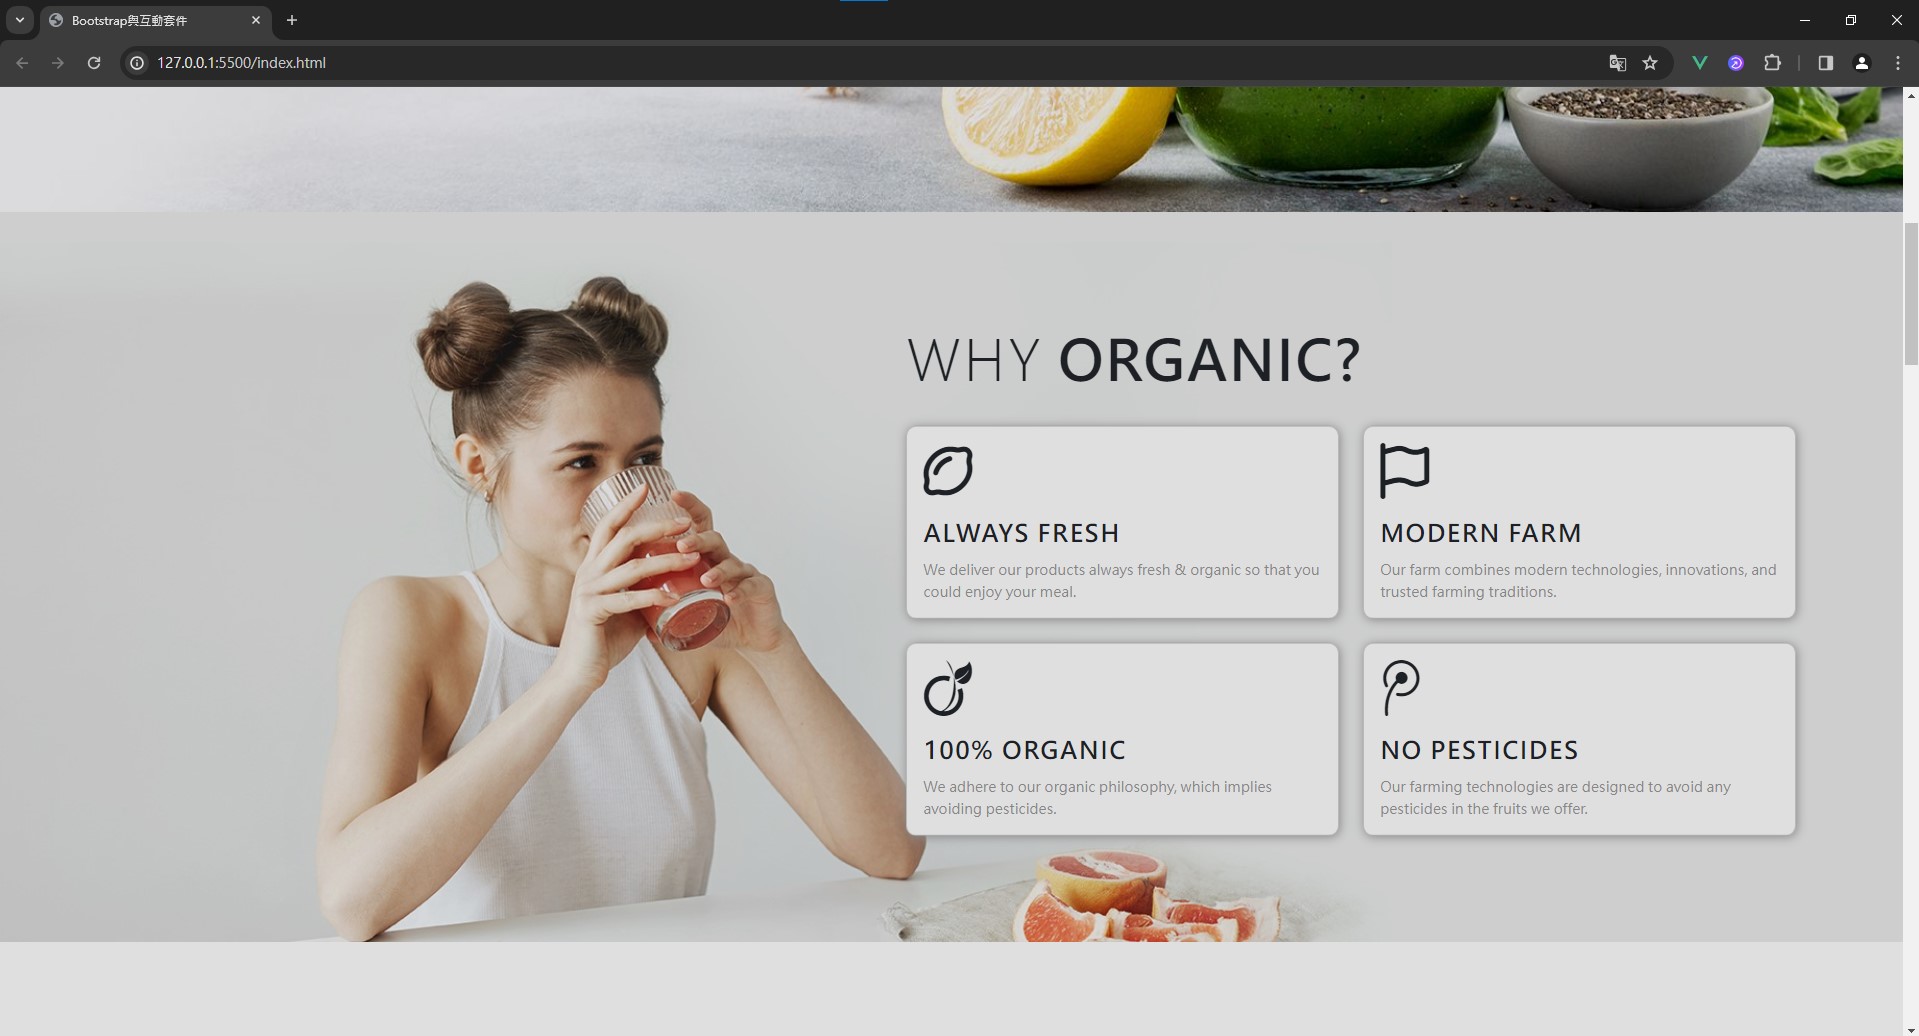 Bootstrap與互動套件
127.0.0.1:5500/index.html
WHY ORGANIC?
ALWAYS FRESH
We deliver our products always fresh & organic so that you
could enjoy your meal.
MODERN FARM
Our farm combines modern technologies, innovations, and
trusted farming traditions.
100% ORGANIC
We adhere to our organic philosophy, which implies
avoiding pesticides.
NO PESTICIDES
Our farming technologies are designed to avoid any
pesticides in the fruits we offer.